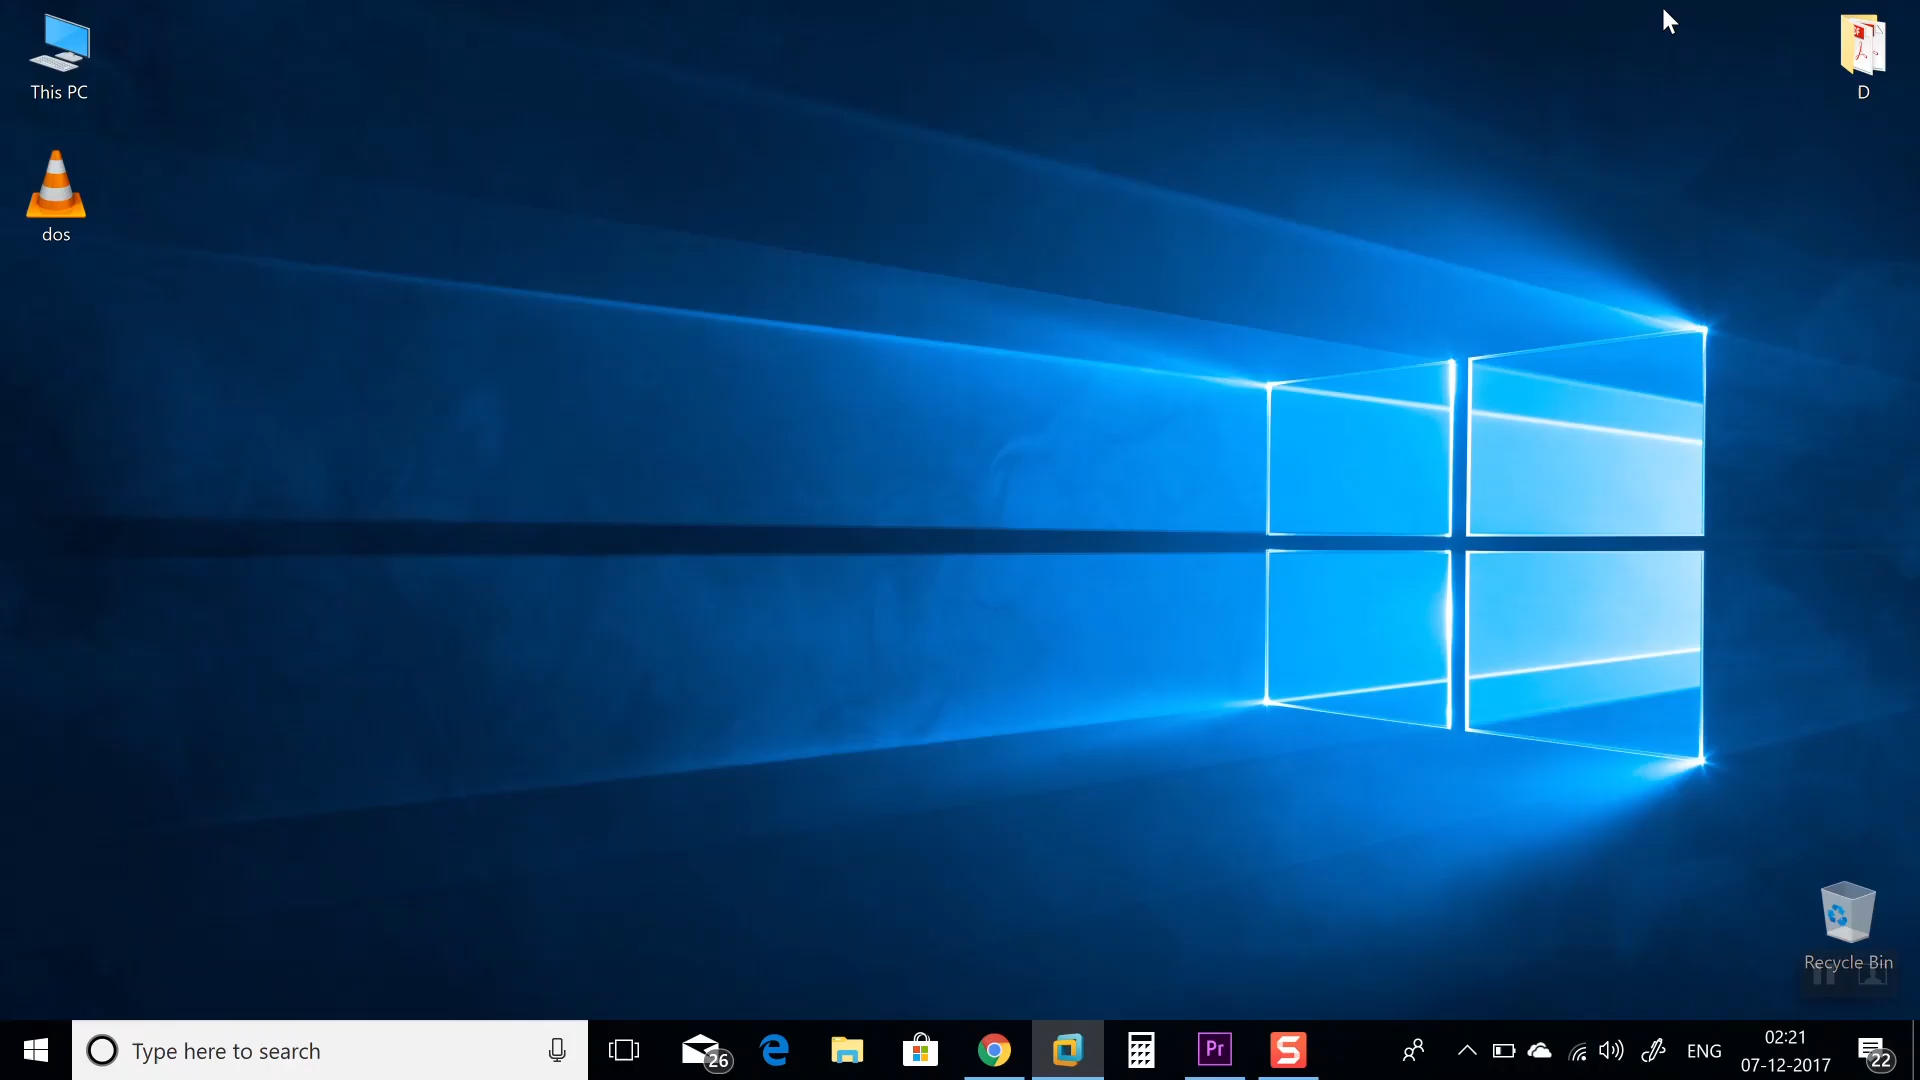 This PC
D
dos
Recycle Bin
Type here to search
26
Pr
S
ENG
02:21
07-12-2017
22